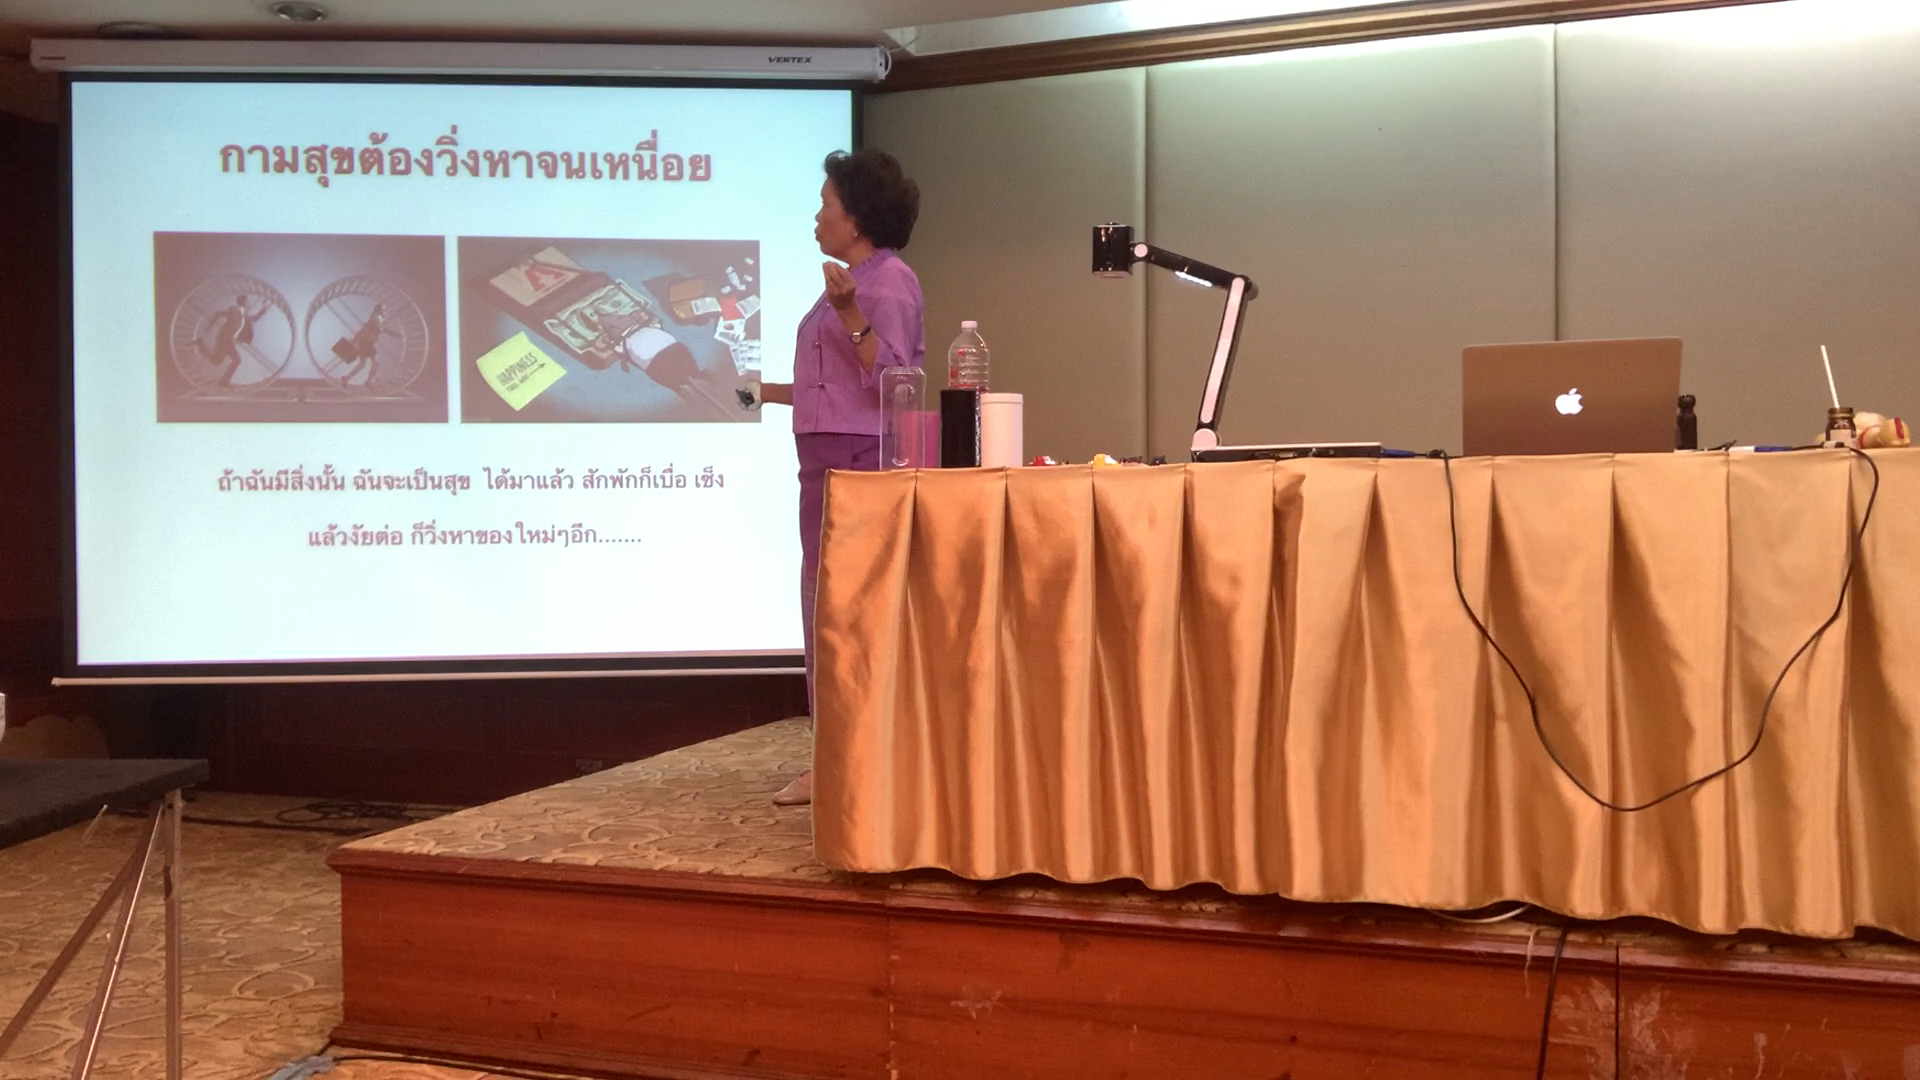 VERTEX
กามสุขต้องวิ่งหาจนเหนื่อย
A
HAPPINESS
ถ้าฉันมีสิ่งนั้น ฉันจะเป็นสุข ได้มาแล้ว สักพักก็เบื่อ เซ็ง
แล้วงัยต่อ ก็วิ่งหาของใหม่ๆอีก.......